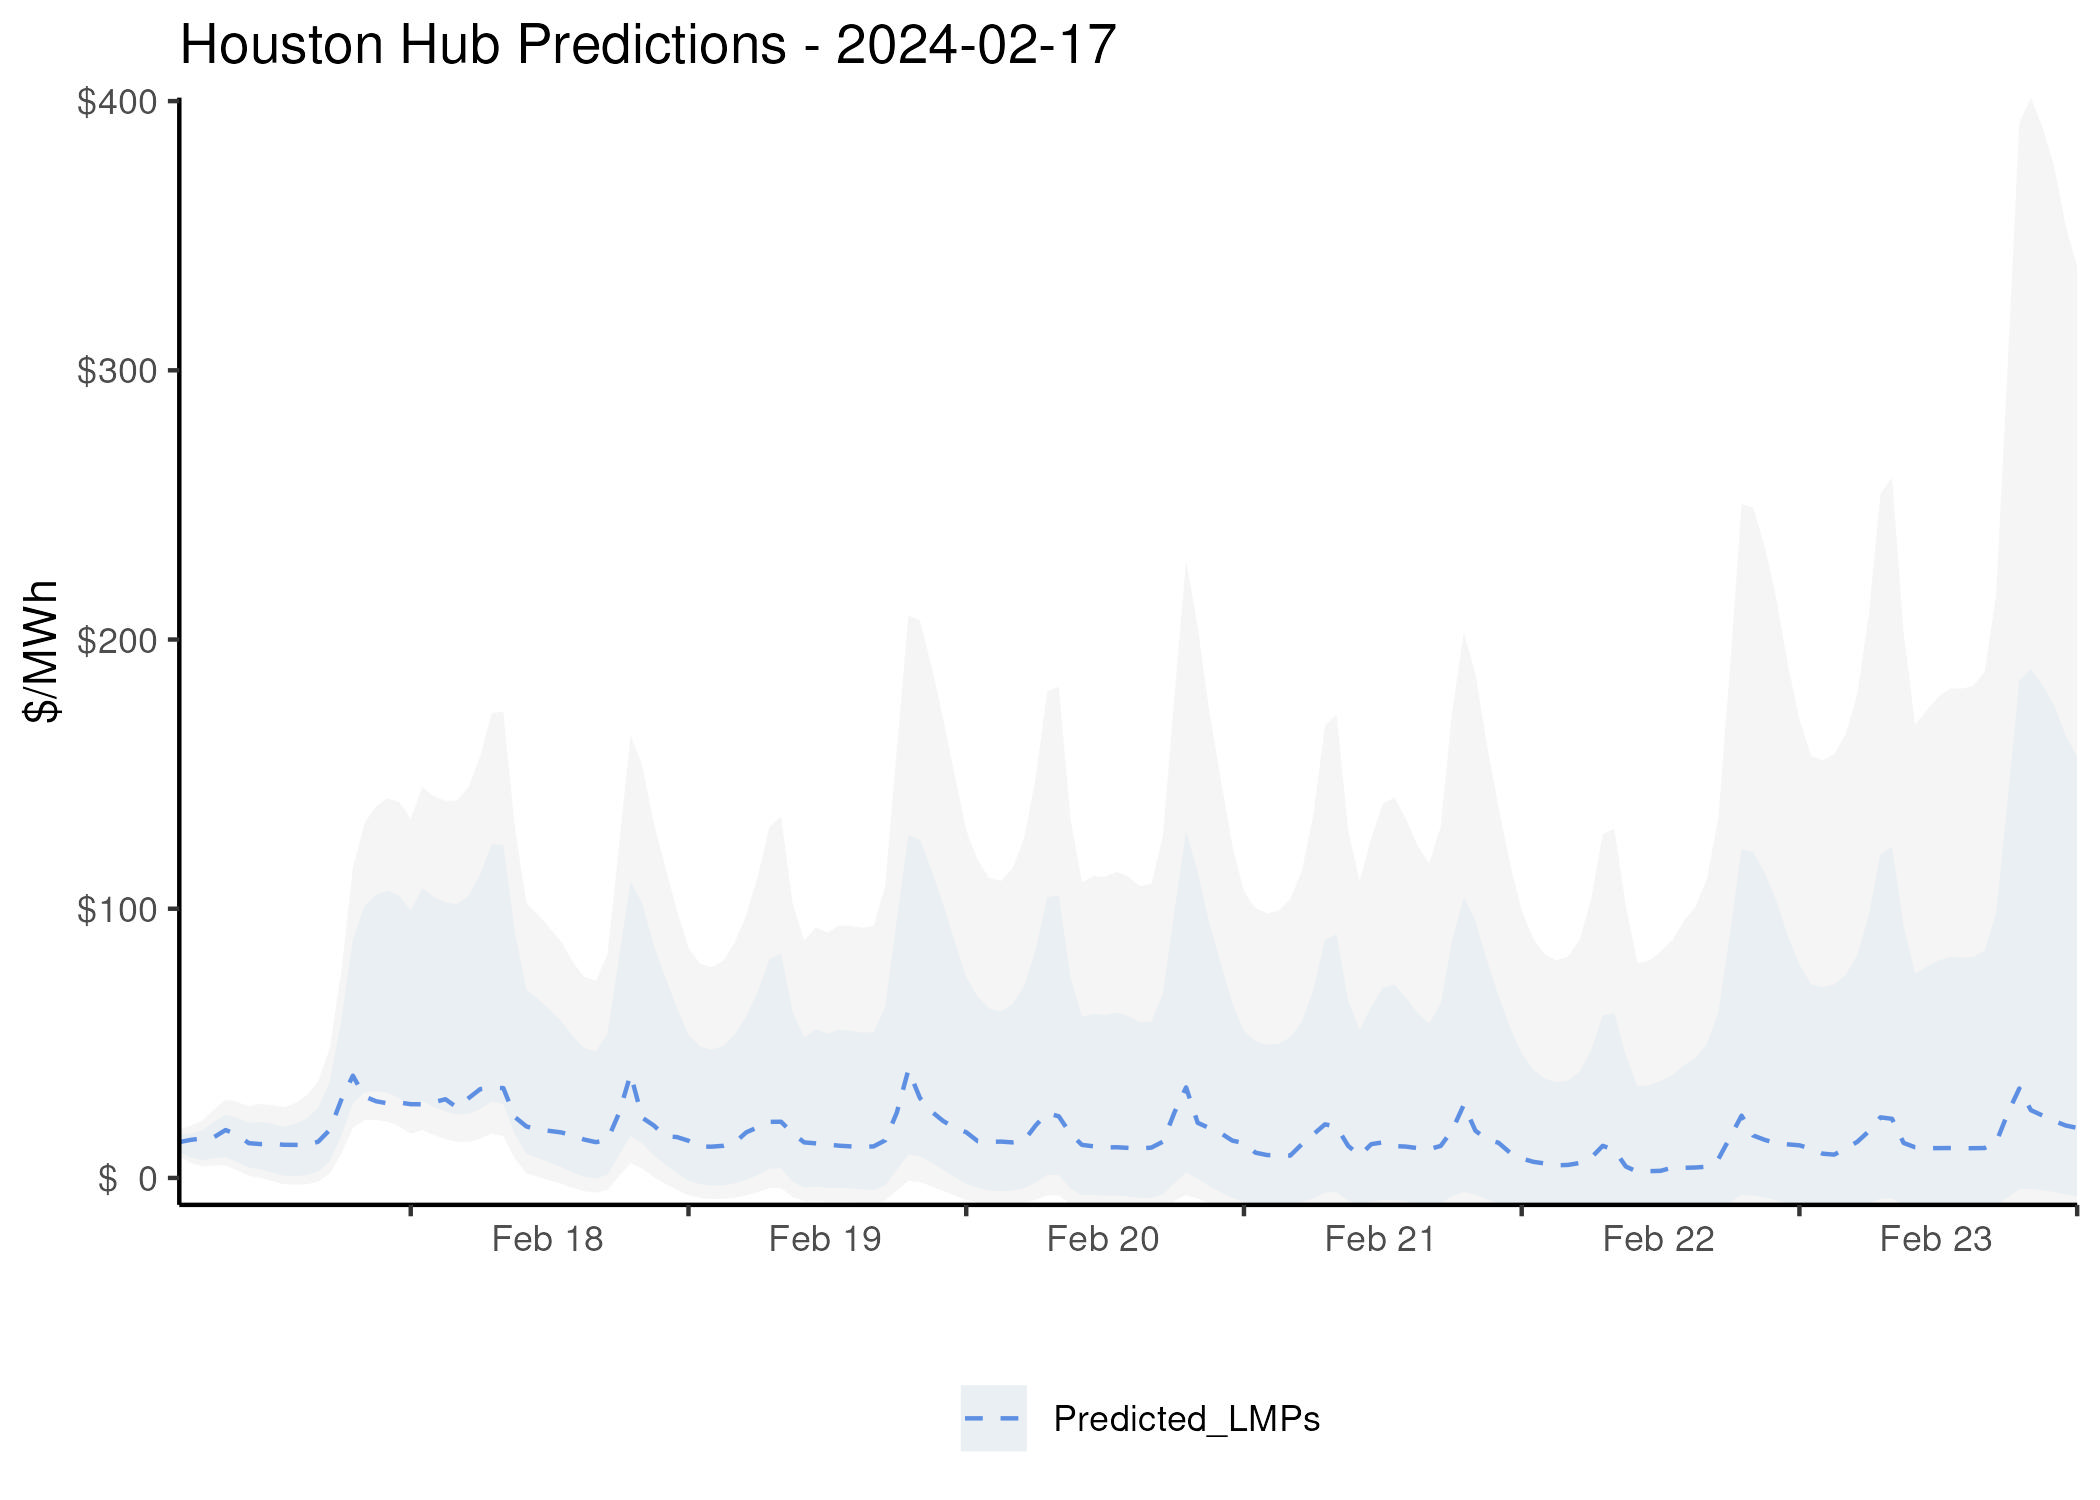 Houston Hub Predictions - 2024-02-17
$400
$300
$200
$100
$  0
$/MWh
Feb 18
Feb 19
Feb 20
Feb 21
Feb 22
Feb 23
Predicted_LMPs